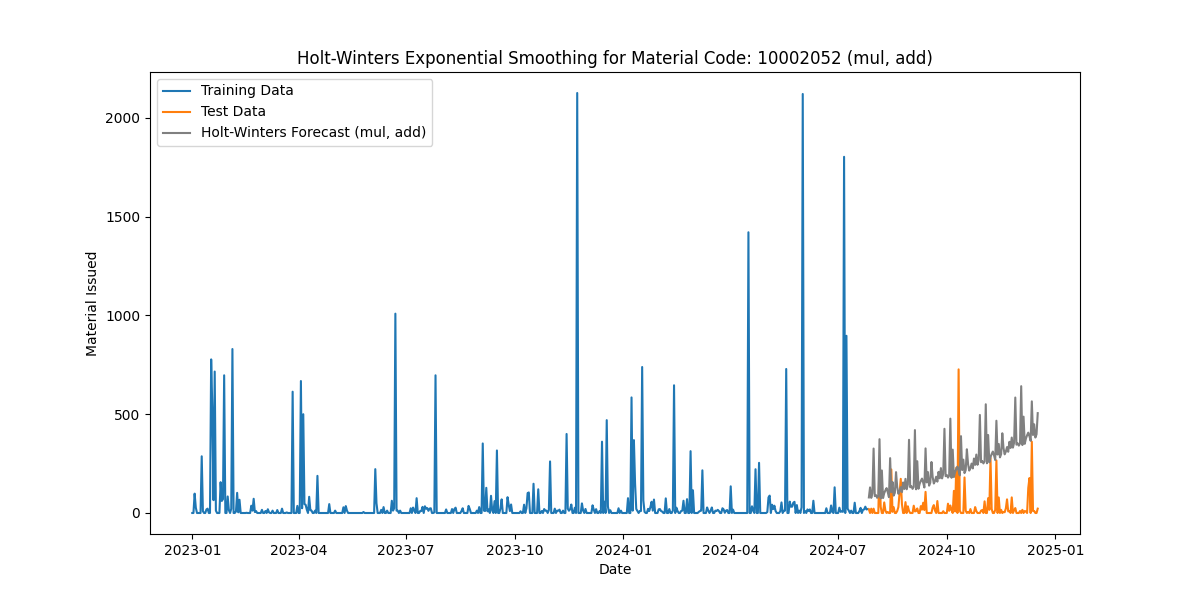 Holt-Winters Exponential Smoothing for Material Code: 10002052 (mul, add)
Training Data
Test Data
Holt-Winters Forecast (mul, add)
Material Issued
2000
1500
1000
500
0
2023-01 2023-04 2023-07 2023-10 2024-01 2024-04 2024-07 2024-10 2025-01
Date